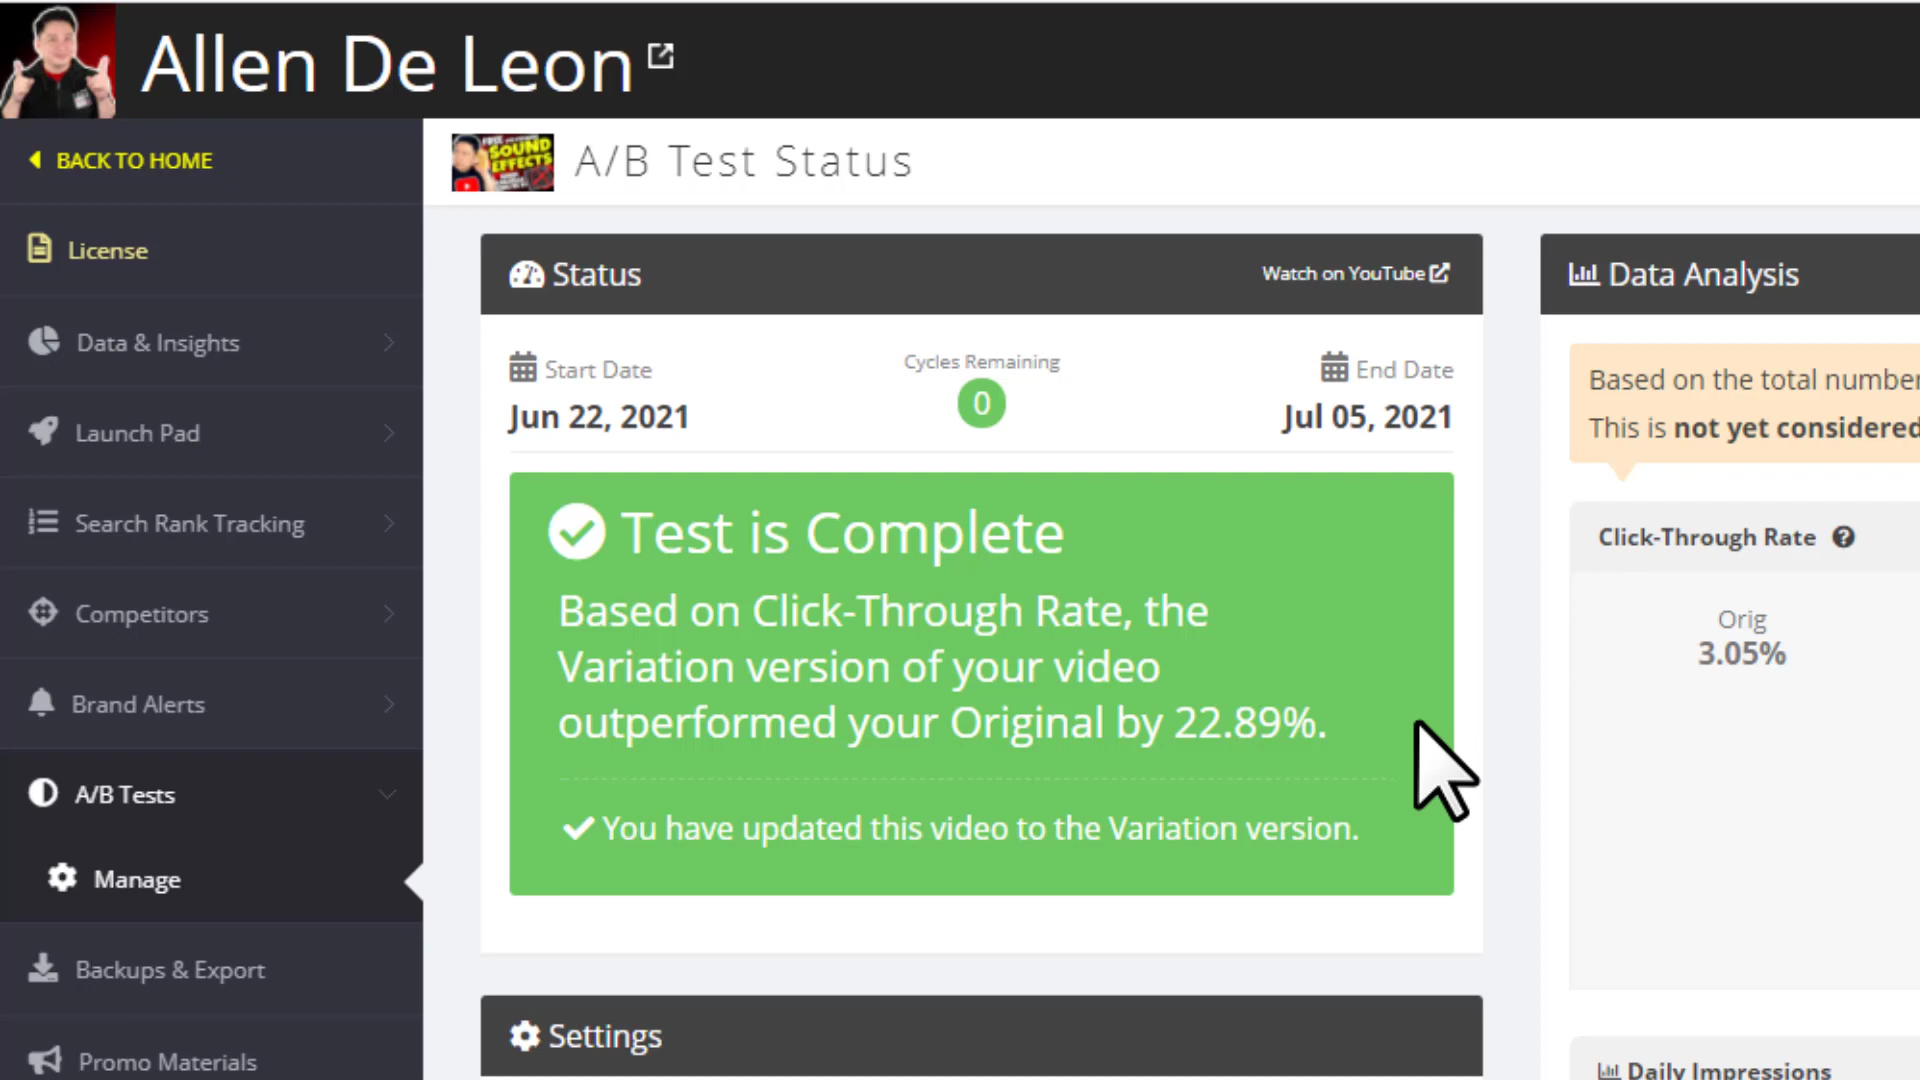 Allen De Leon
BACK TO HOME
License
Data & Insights
Launch Pad
Search Rank Tracking
Competitors
Brand Alerts
A/B Tests
Manage
Backups & Export
Promo Materials
SOUND
EFFECTS
A/B Test Status
Status
Watch on YouTube
Start Date
Jun 22, 2021
Cycles Remaining
0
End Date
Jul 05, 2021
Test is Complete
Based on Click-Through Rate, the
Variation version of your video
outperformed your Original by 22.89%.
You have updated this video to the Variation version.
Settings
Data Analysis
Based on the total number
This is not yet considered
Click-Through Rate
Orig
3.05%
Daily Impressions